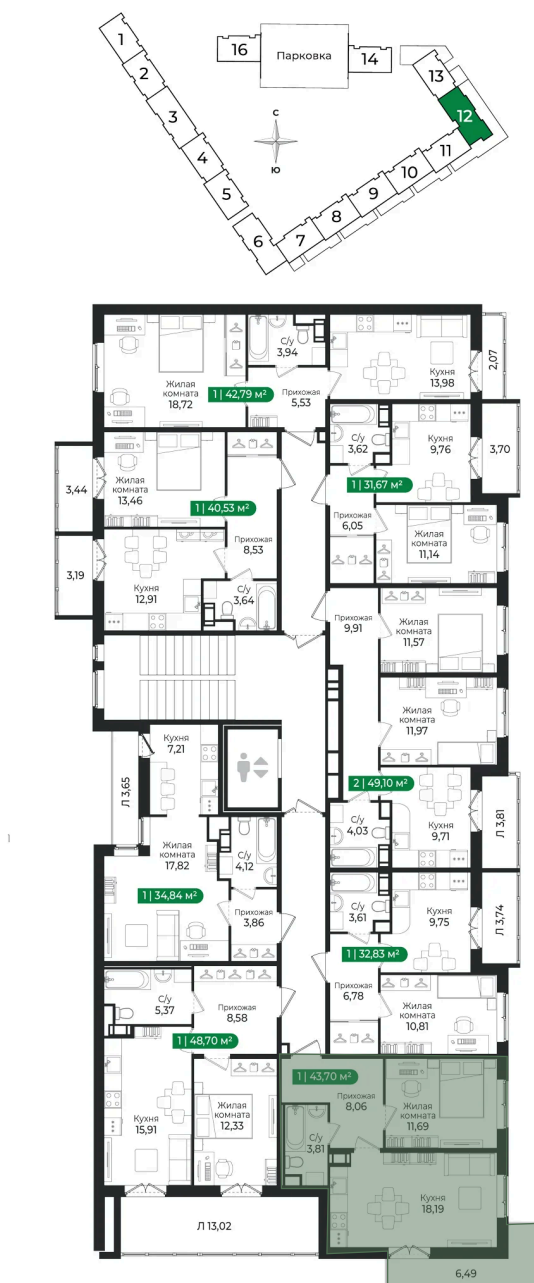 1
2
3
4
5
6
7
8
9
10
11
12
13
14
16
Парковка
С
Ю
Жилая
комната
18,72
1 | 42,79 м²
С/у
3,94
Прихожая
5,53
Кухня
13,98
2,07
3,44
Жилая
комната
13,46
1 | 40,53 м²
Прихожая
8,53
3,19
Кухня
12,91
С/у
3,64
С/у
3,62
Кухня
9,76
3,70
1 | 31,67 м²
Прихожая
6,05
Жилая
комната
11,14
Прихожая
9,91
Жилая
комната
11,57
Жилая
комната
11,97
2 | 49,10 м²
С/у
4,03
Кухня
9,71
Л 3,81
Кухня
7,21
Л 3,65
Жилая
комната
17,82
С/у
4,12
1 | 34,84 м²
Прихожая
3,86
С/у
3,61
Кухня
9,75
Л 3,74
1 | 32,83 м²
Прихожая
6,78
Жилая
комната
10,81
С/у
5,37
Прихожая
8,58
1 | 48,70 м²
Кухня
15,91
Жилая
комната
12,33
Л 13,02
1 | 43,70 м²
Прихожая
8,06
Жилая
комната
11,69
С/у
3,81
Кухня
18,19
6,49